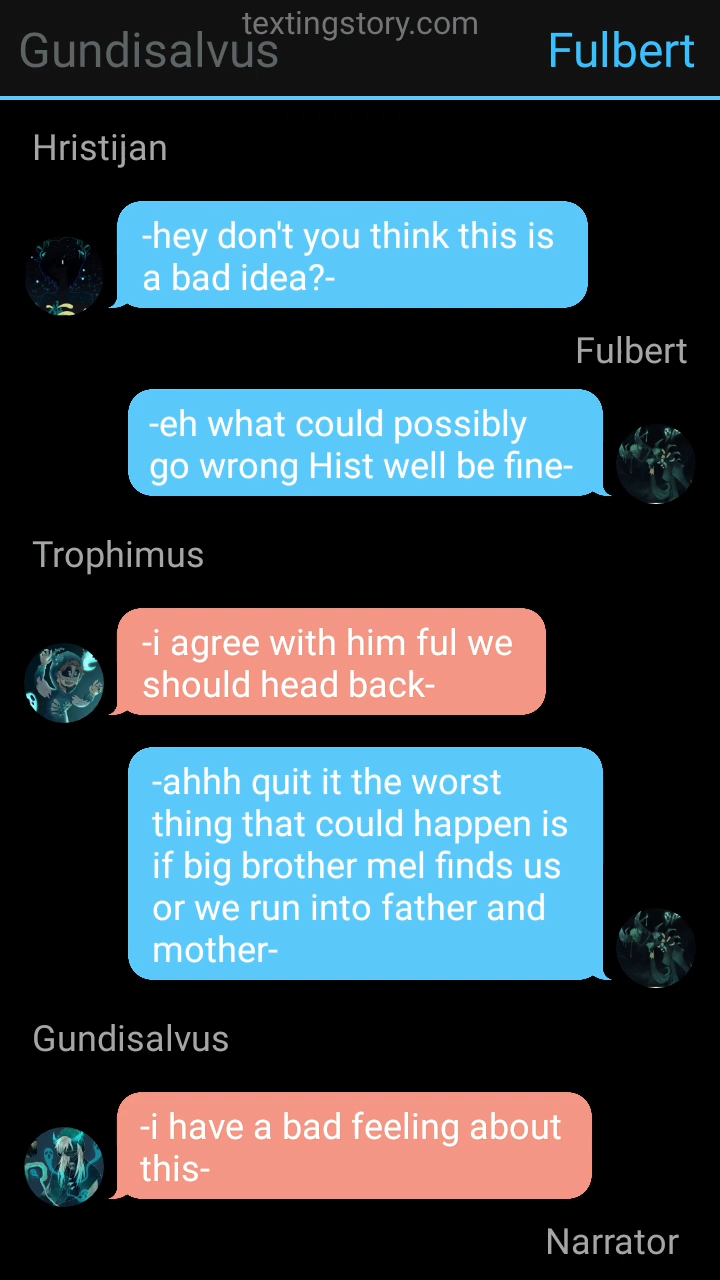 textingstory.com
Gundisalvus
Fulbert
Hristijan
-hey don't you think this is
a bad idea?-
Fulbert
-eh what could possibly
go wrong Hist well be fine-
Trophimus
-i agree with him ful we
should head back-
-ahhh quit it the worst
thing that could happen is
if big brother mel finds us
or we run into father and
mother-
Gundisalvus
-i have a bad feeling about
this-
Narrator